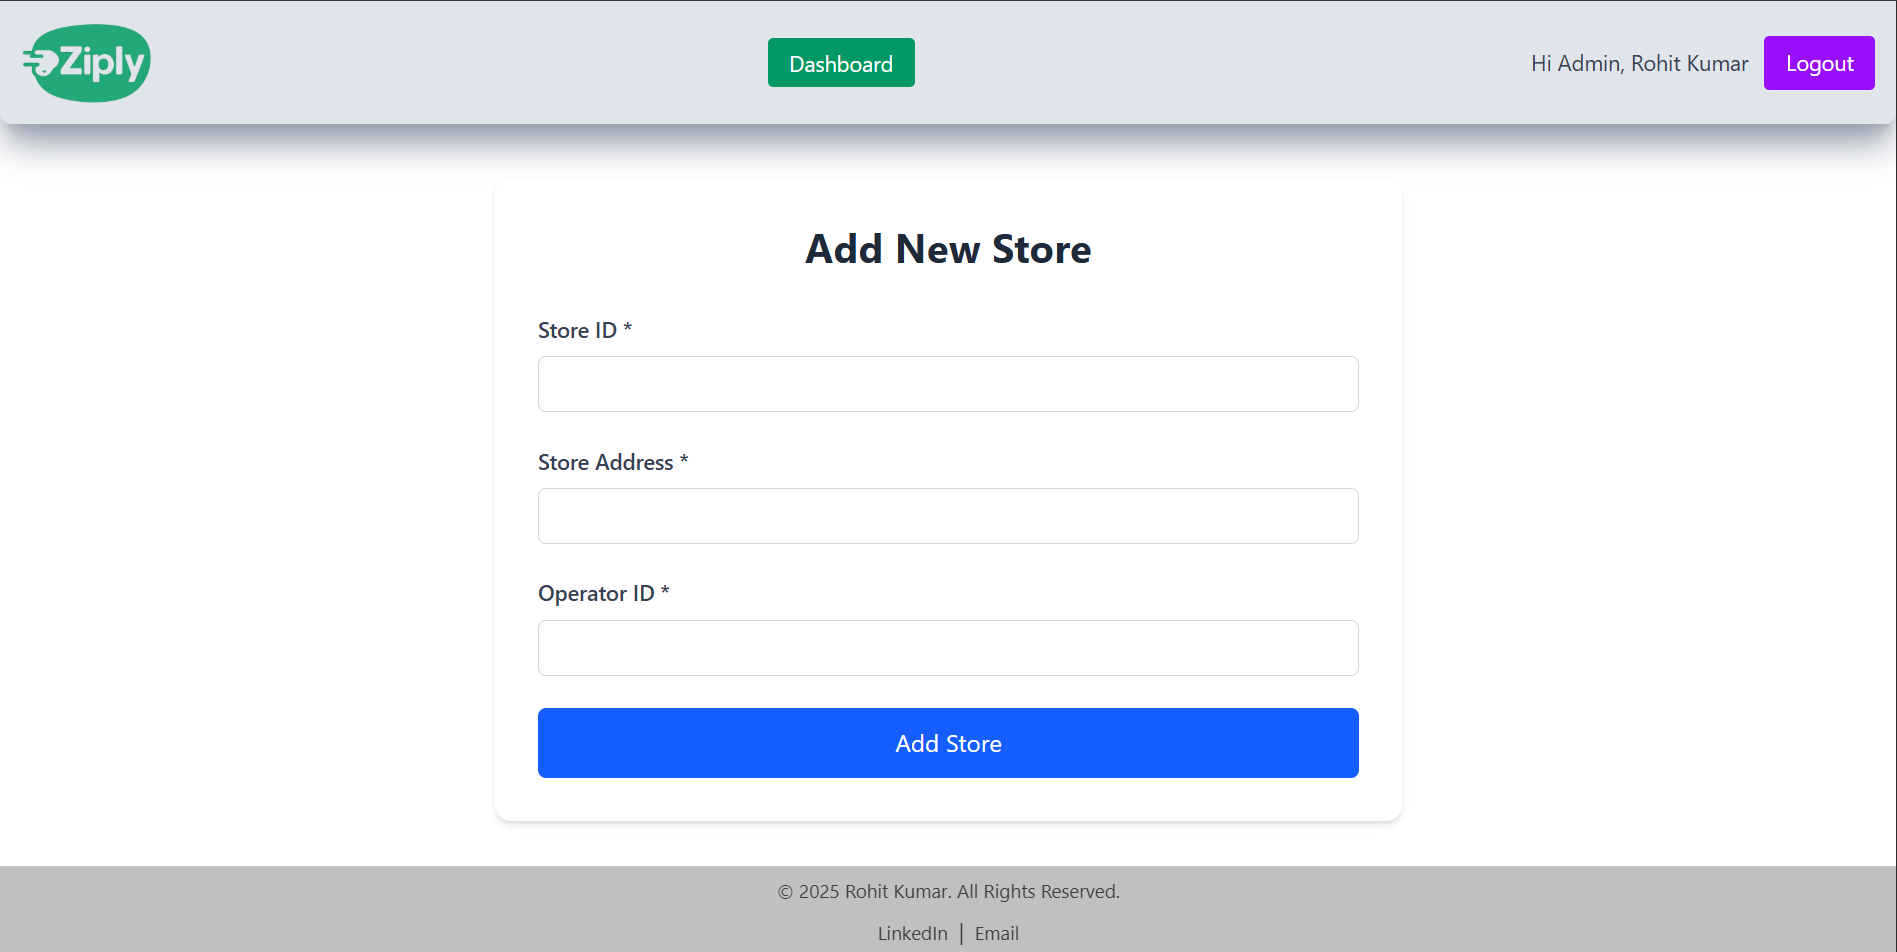 Ziply
Dashboard
Hi Admin, Rohit Kumar
Logout
Add New Store
Store ID *
Store Address *
Operator ID *
Add Store
© 2025 Rohit Kumar. All Rights Reserved.
LinkedIn | Email